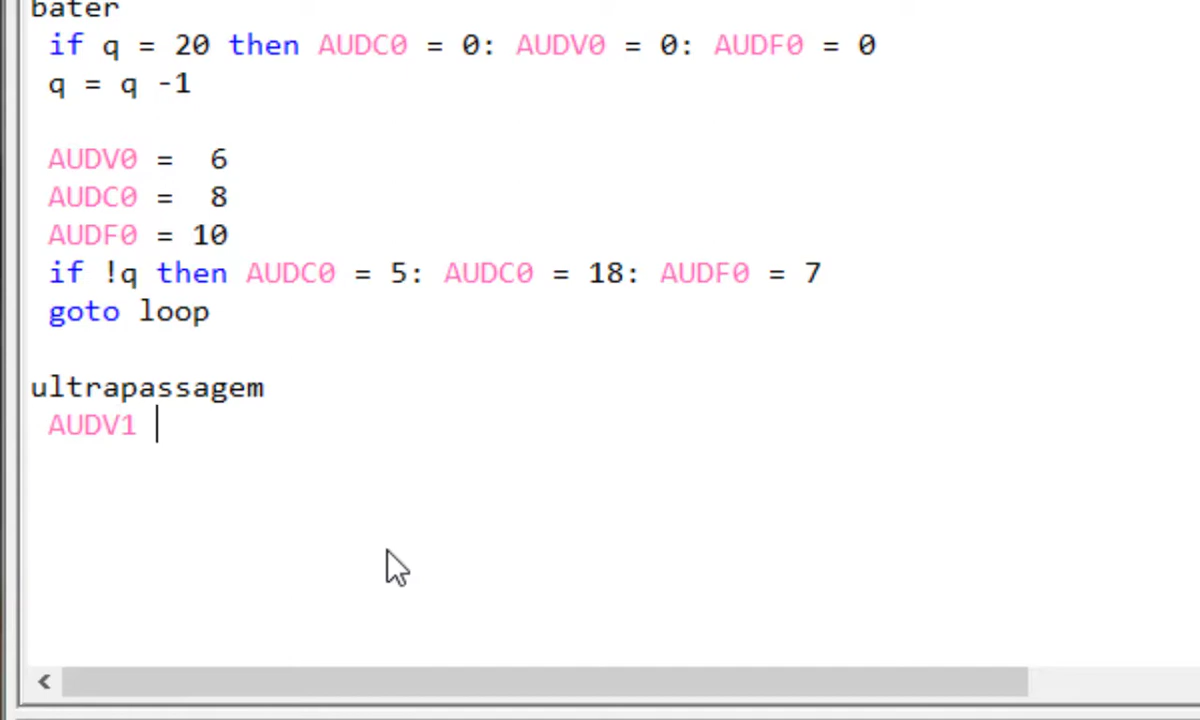 bater
if q = 20 then AUDC0 = 0: AUDV0 = 0: AUDF0 = 0
q = q -1
AUDV0 =  6
AUDC0 =  8
AUDF0 = 10
if !q then AUDC0 = 5: AUDC0 = 18: AUDF0 = 7
goto loop
ultrapassagem
AUDV1